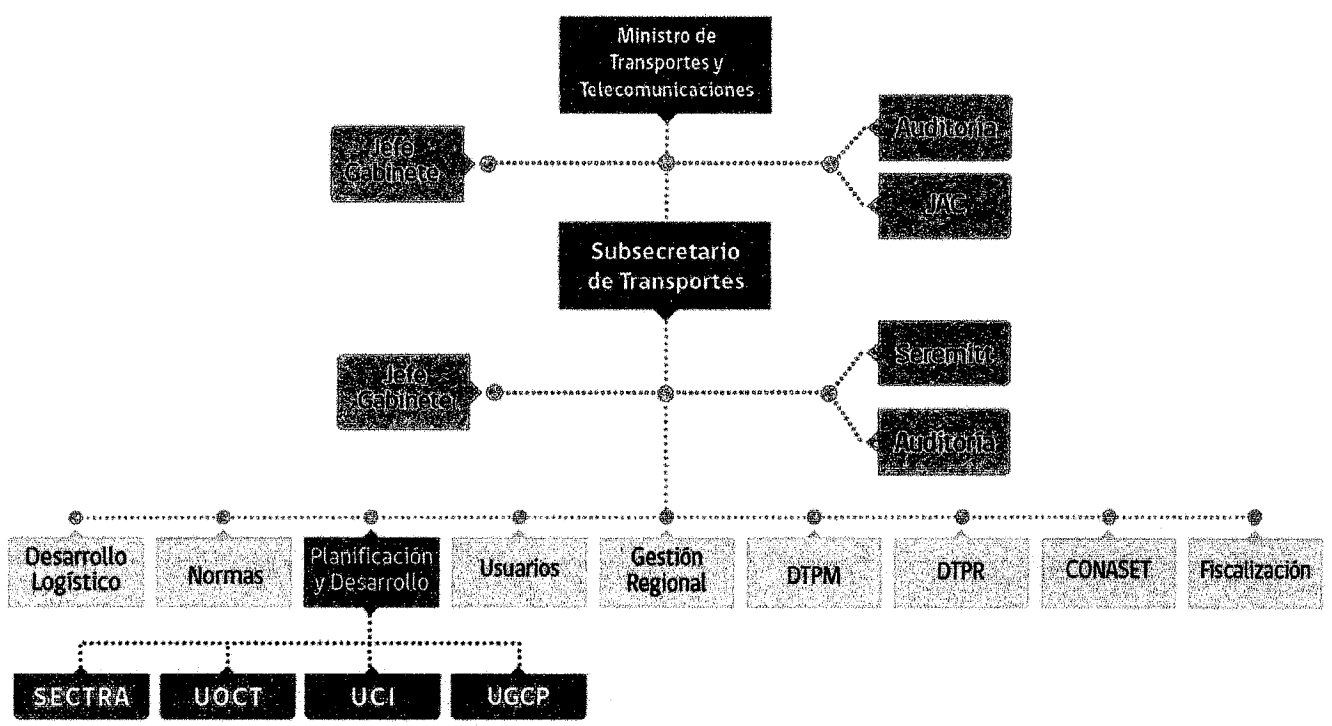 Ministro de
Transportes y
Telecomunicaciones
Jefe
Gabinete
Auditoría
JAC
Subsecretario
de Transportes
Jefe
Gabinete
Seremitt
Auditoría
Desarrollo
Logístico
Normas
Planificación
y Desarrollo
Usuarios
Gestión
Regional
DTPM
DTPR
CONASET
Fiscalización
SECTRA
UOCT
UCI
UGCP